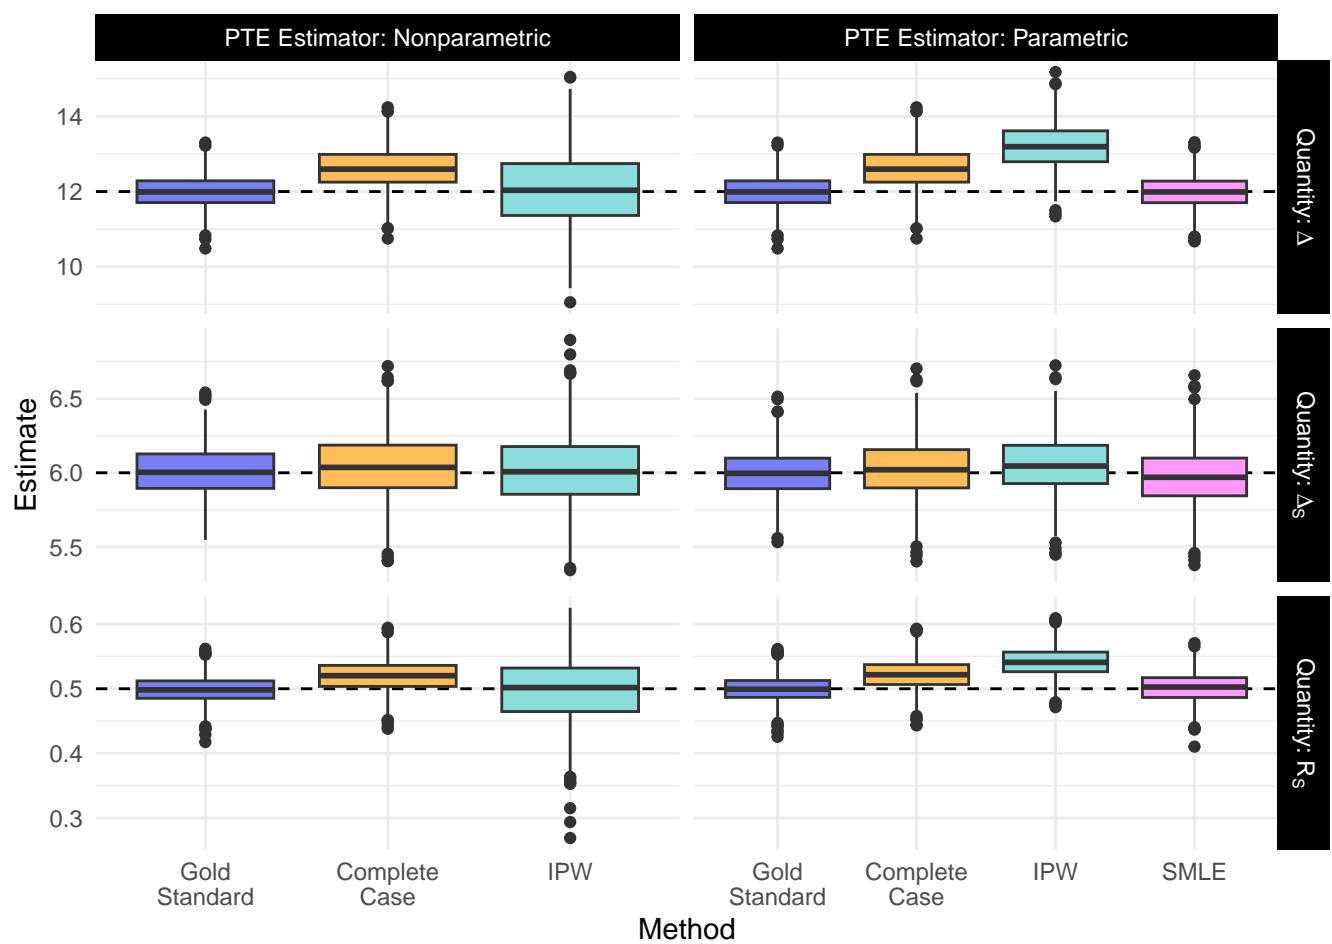 PTE Estimator: Nonparametric
PTE Estimator: Parametric
14
12
10
Quantity: Δ
6.5
6.0
5.5
Quantity: Δ_S
0.6
0.5
0.4
0.3
Quantity: R_S
Estimate
Gold
Standard
Complete
Case
IPW
Gold
Standard
Complete
Case
IPW
SMLE
Method